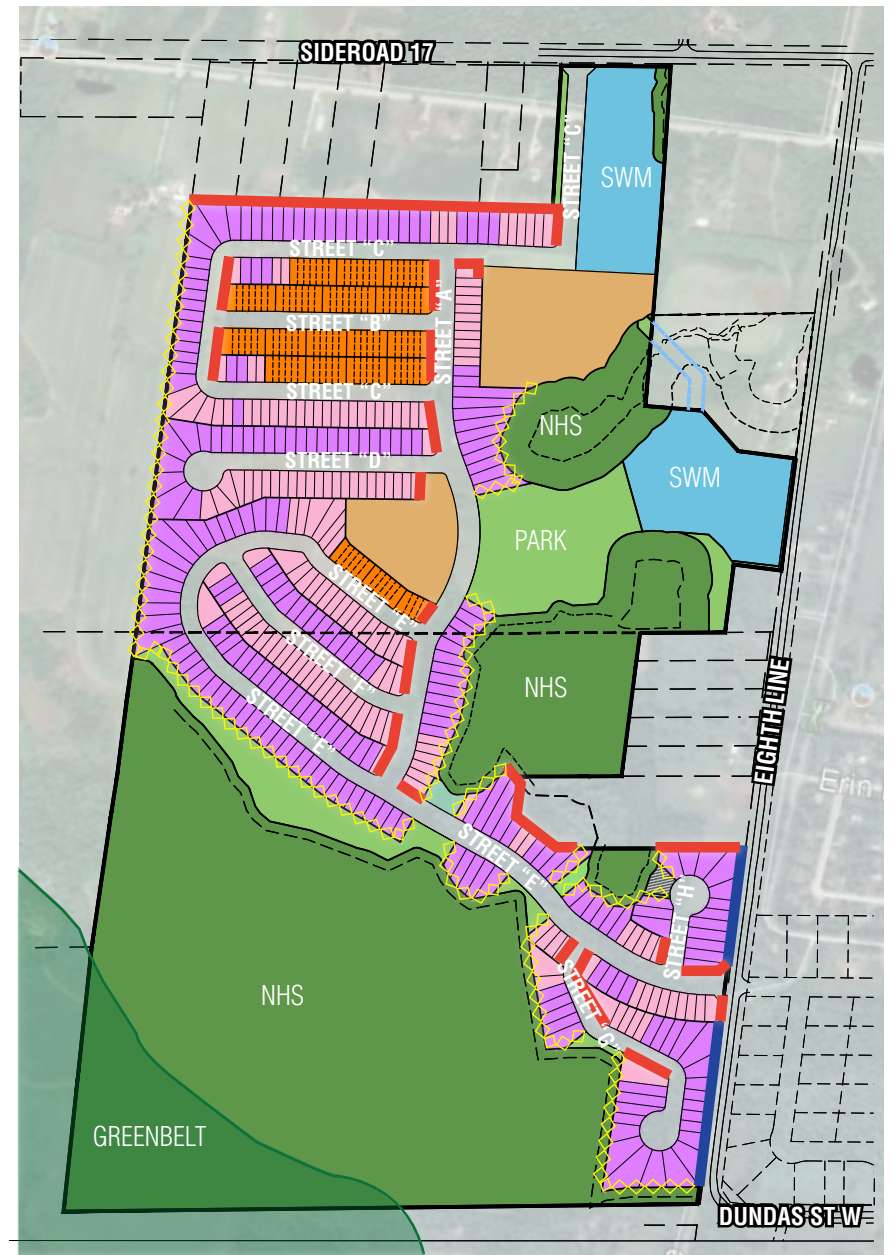 SIDEROAD 17
STREET "C"
SWM
STREET "C"
STREET "A"
STREET "B"
STREET "C"
NHS
STREET "D"
SWM
PARK
STREET "E"
STREET "F"
NHS
EIGHTH LINE
STREET "E"
Erin
STREET "E"
STREET "H"
NHS
STREET "G"
GREENBELT
DUNDAS ST W